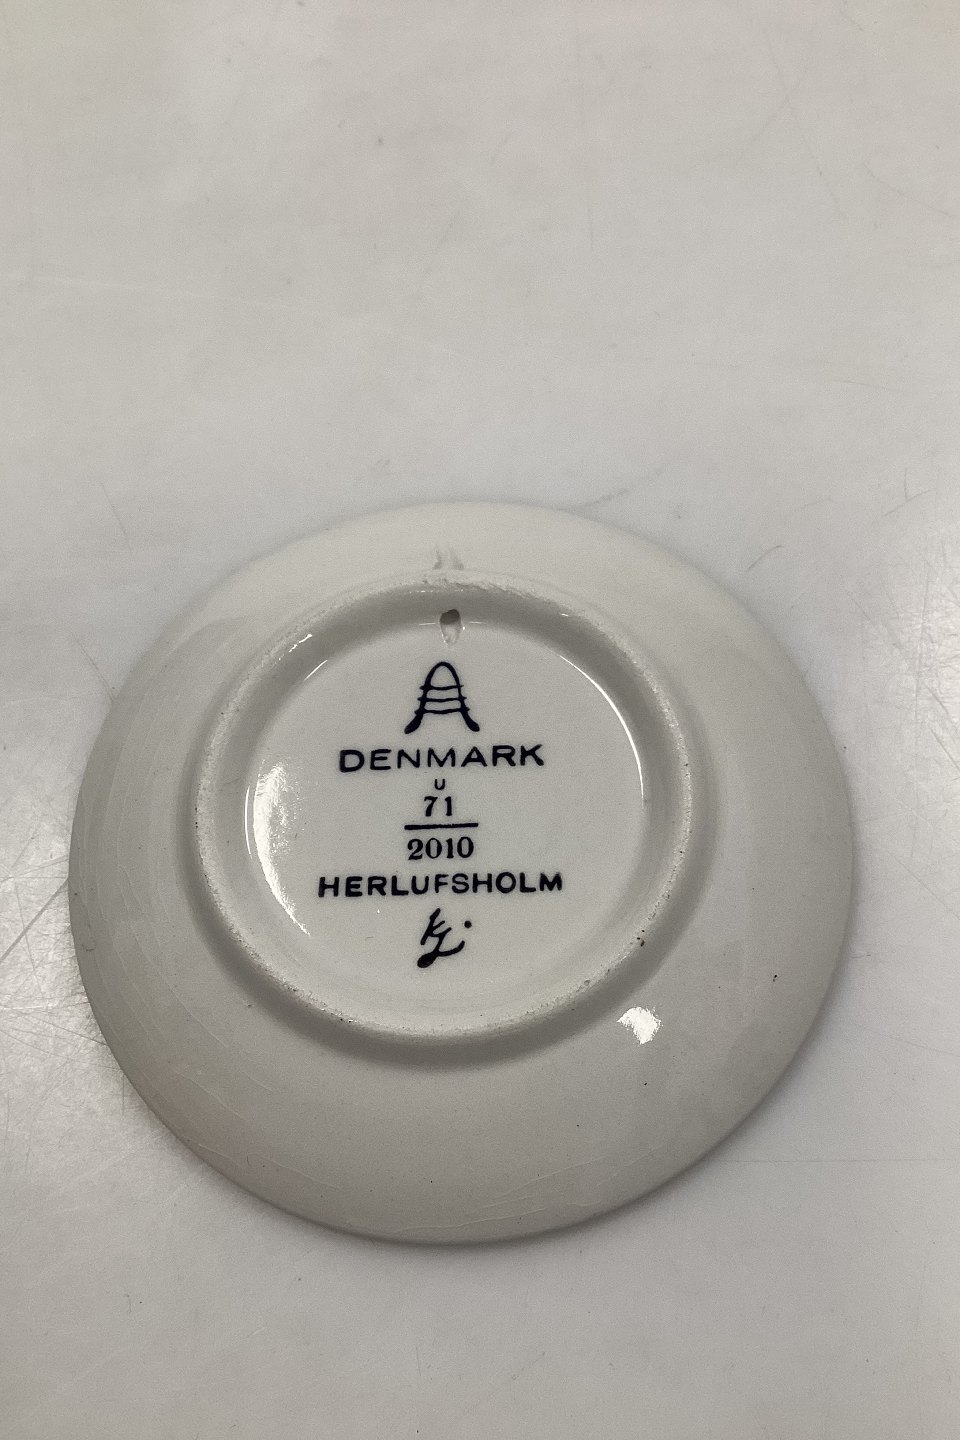 DENMARK
U
71
2010
HERLUFSHOLM